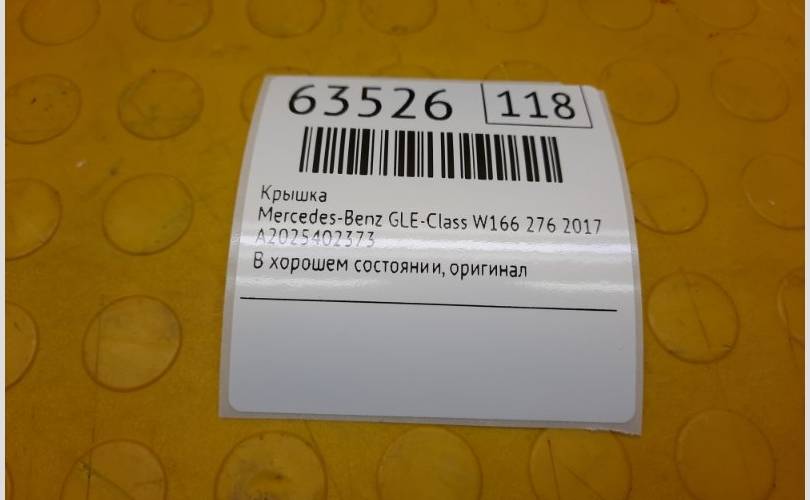 63526 118
Крышка
Mercedes-Benz GLE-Class W166 276 2017
A2025402373
В хорошем состоянии, оригинал